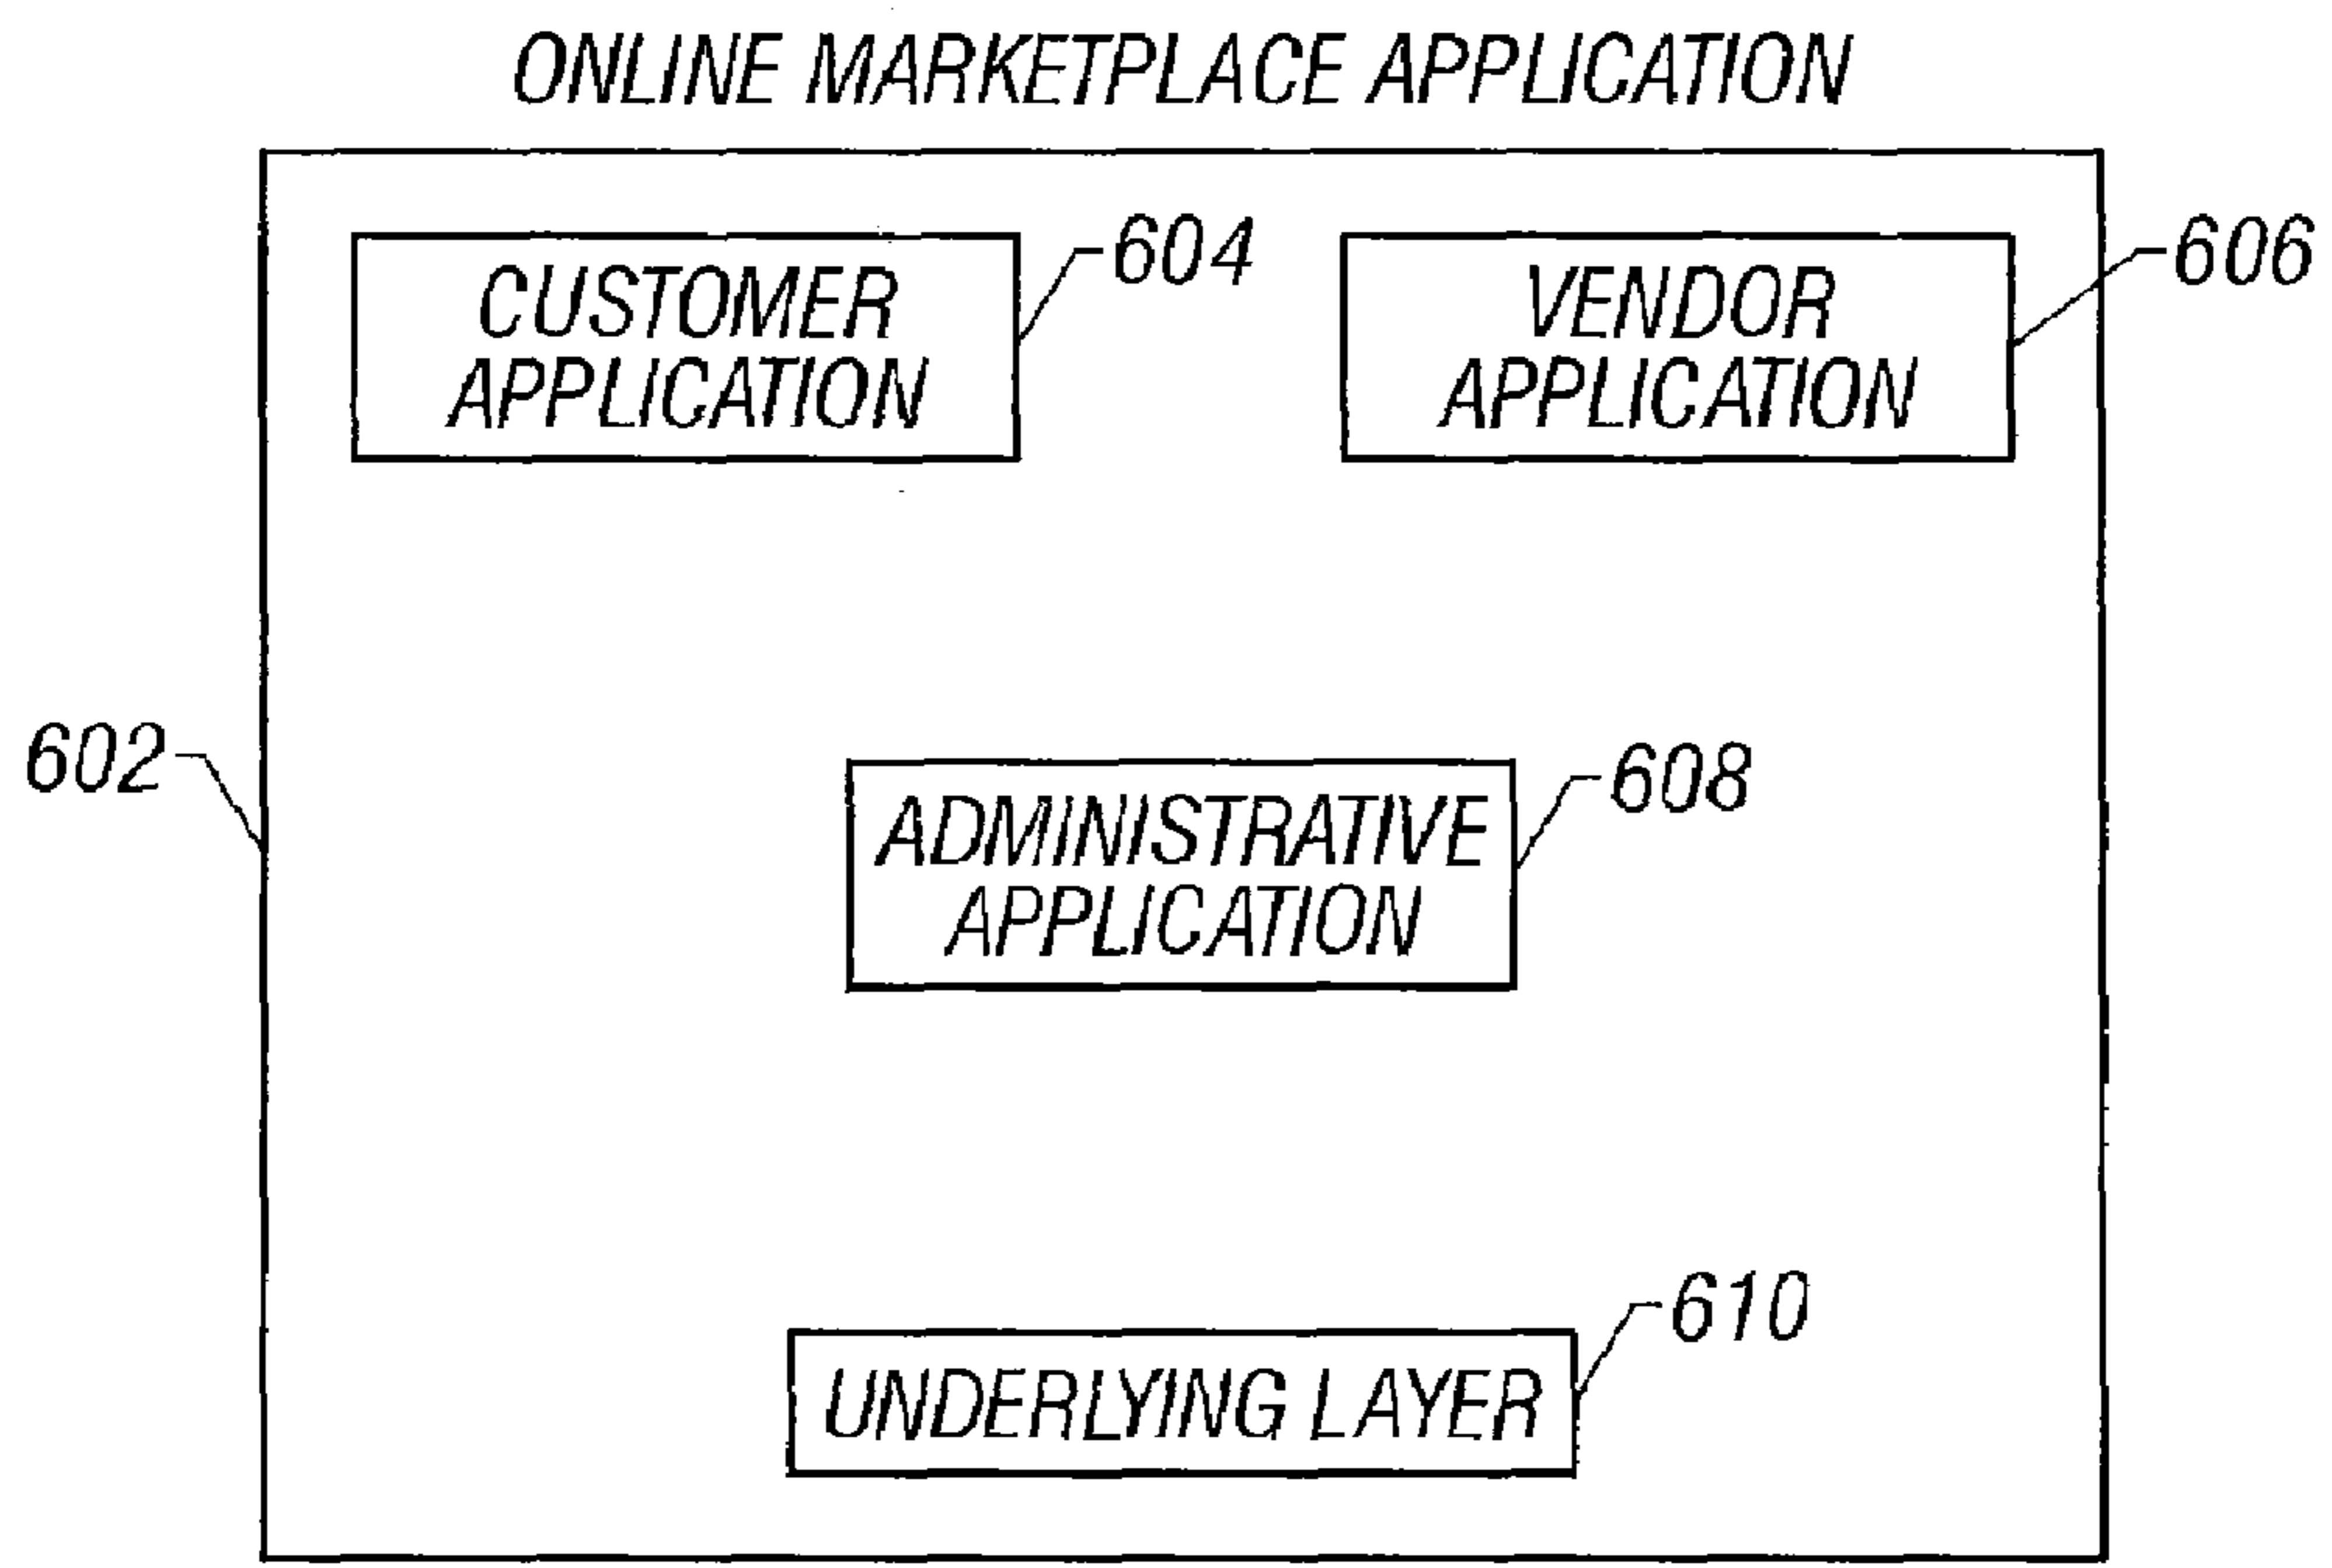 ONLINE MARKETPLACE APPLICATION
604
606
CUSTOMER
APPLICATION
VENDOR
APPLICATION
602
608
ADMINISTRATIVE
APPLICATION
610
UNDERLYING LAYER